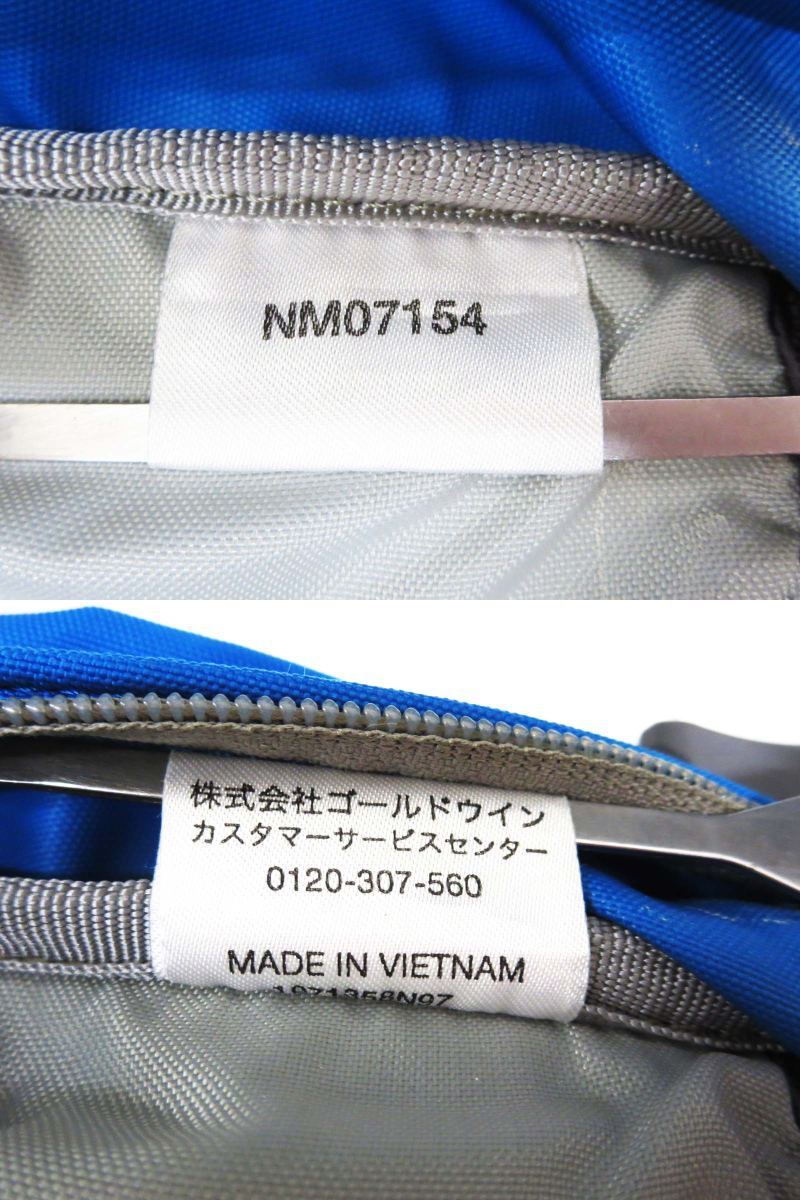 NM07154
株式会社ゴールドウイン
カスタマーサービスセンター
0120-307-560
MADE IN VIETNAM